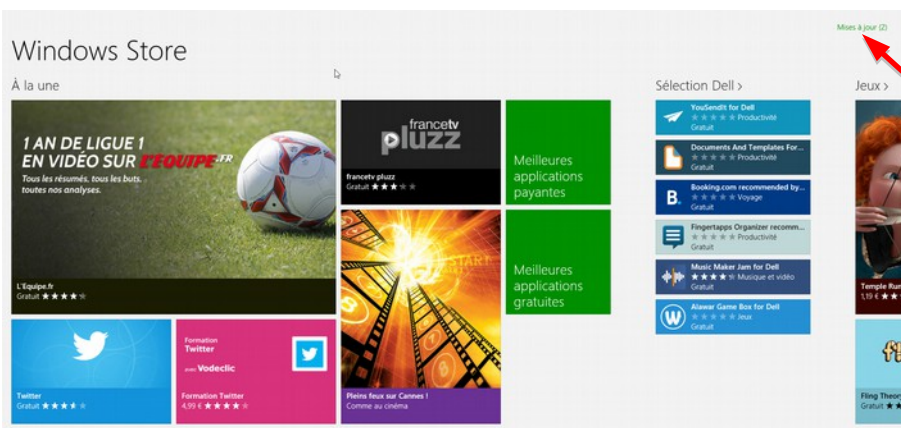 Mises à jour (2)
Windows Store
À la une
Sélection Dell >
Jeux >
1 AN DE LIGUE 1
EN VIDÉO SUR L'EQUIPE.FR
Tous les résumés, tous les buts,
toutes nos analyses.
L'Equipe.fr
Gratuit
francetv
pluzz
francetv pluzz
Gratuit
Meilleures
applications
payantes
START
Meilleures
applications
gratuites
Formation
Twitter
avec Vodeclic
Twitter
Gratuit
Formation Twitter
4,99 €
Pleins feux sur Cannes !
Comme au cinéma
YouSendIt for Dell
Productivité
Gratuit
Documents And Templates For...
Productivité
Gratuit
B.
Booking.com recommended by...
Voyage
Gratuit
Fingertapps Organizer recomm...
Productivité
Gratuit
Music Maker Jam for Dell
Musique et vidéo
Gratuit
W
Alawar Game Box for Dell
Jeux
Gratuit
Temple Run
1,19 €
Fling Theory
Gratuit